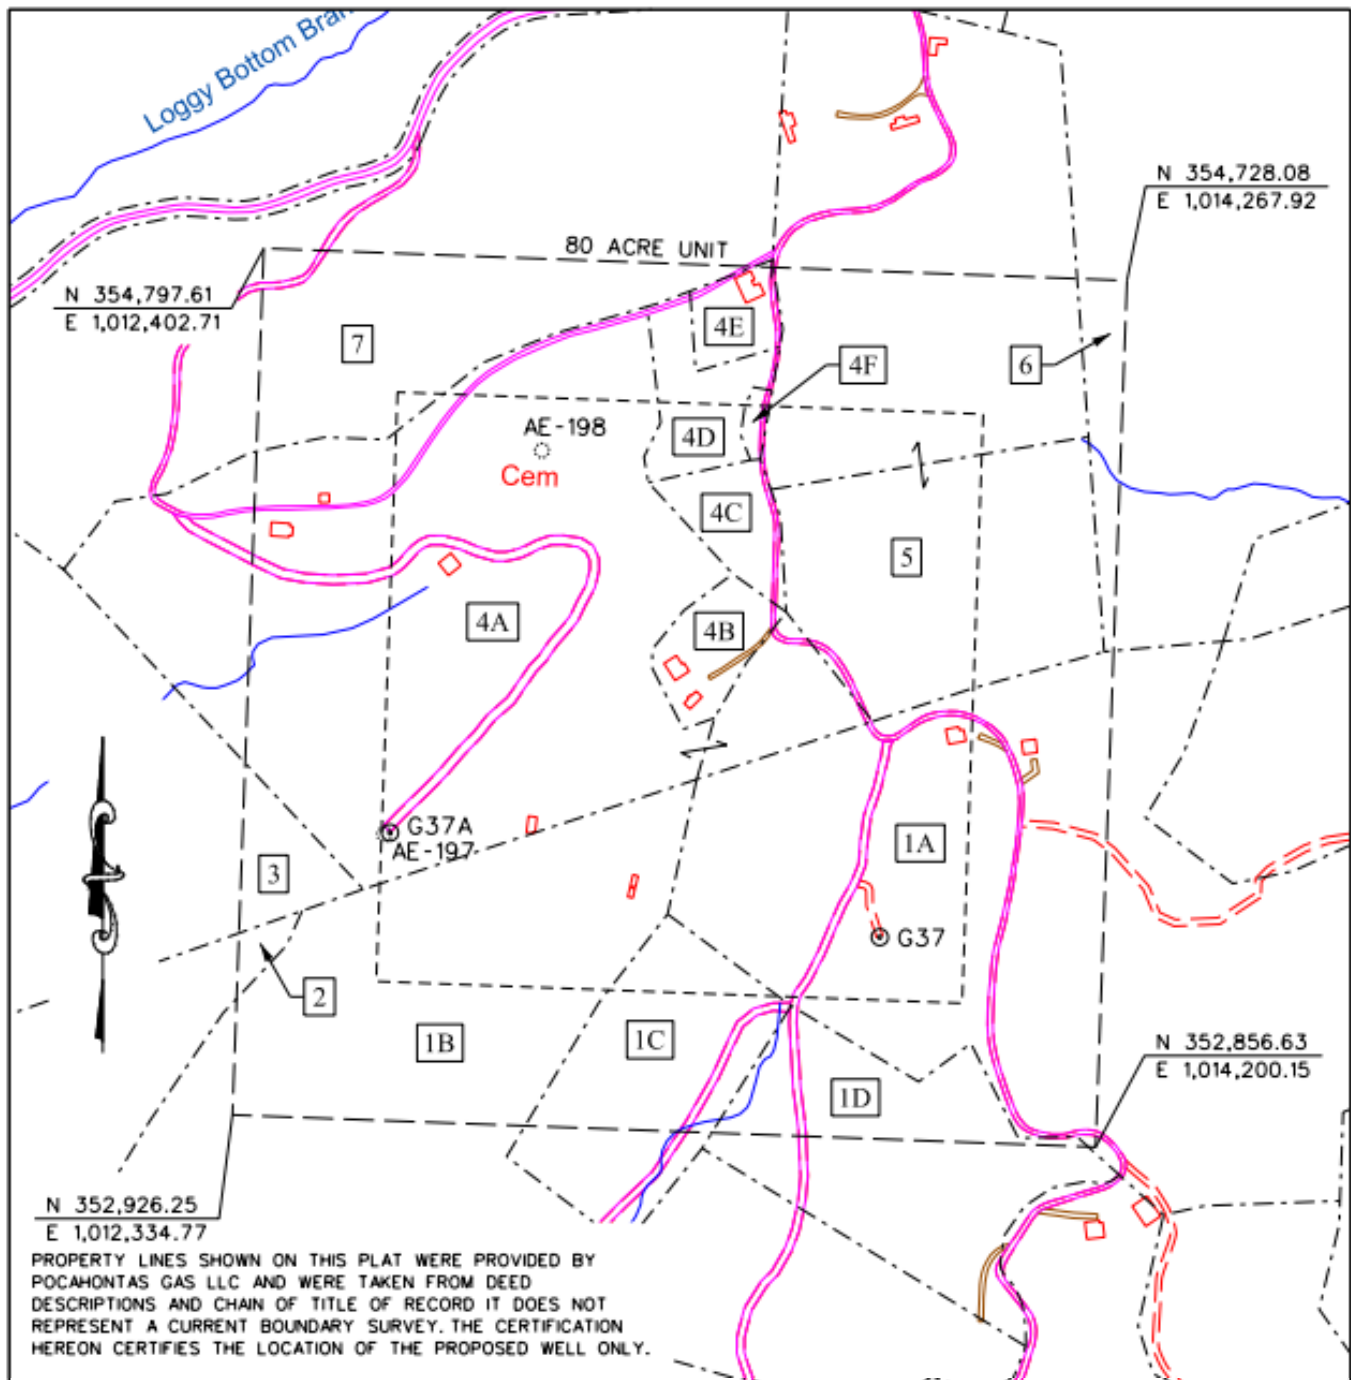 Loggy Bottom Bran
N 354,728.08
E 1,014,267.92
80 ACRE UNIT
N 354,797.61
E 1,012,402.71
7
4E
4F
6
AE-198
Cem
4D
4C
5
4A
4B
G37A
AE-197
1A
3
G37
2
1B
1C
N 352,856.63
E 1,014,200.15
1D
N 352,926.25
E 1,012,334.77
PROPERTY LINES SHOWN ON THIS PLAT WERE PROVIDED BY
POCAHONTAS GAS LLC AND WERE TAKEN FROM DEED
DESCRIPTIONS AND CHAIN OF TITLE OF RECORD IT DOES NOT
REPRESENT A CURRENT BOUNDARY SURVEY. THE CERTIFICATION
HEREON CERTIFIES THE LOCATION OF THE PROPOSED WELL ONLY.